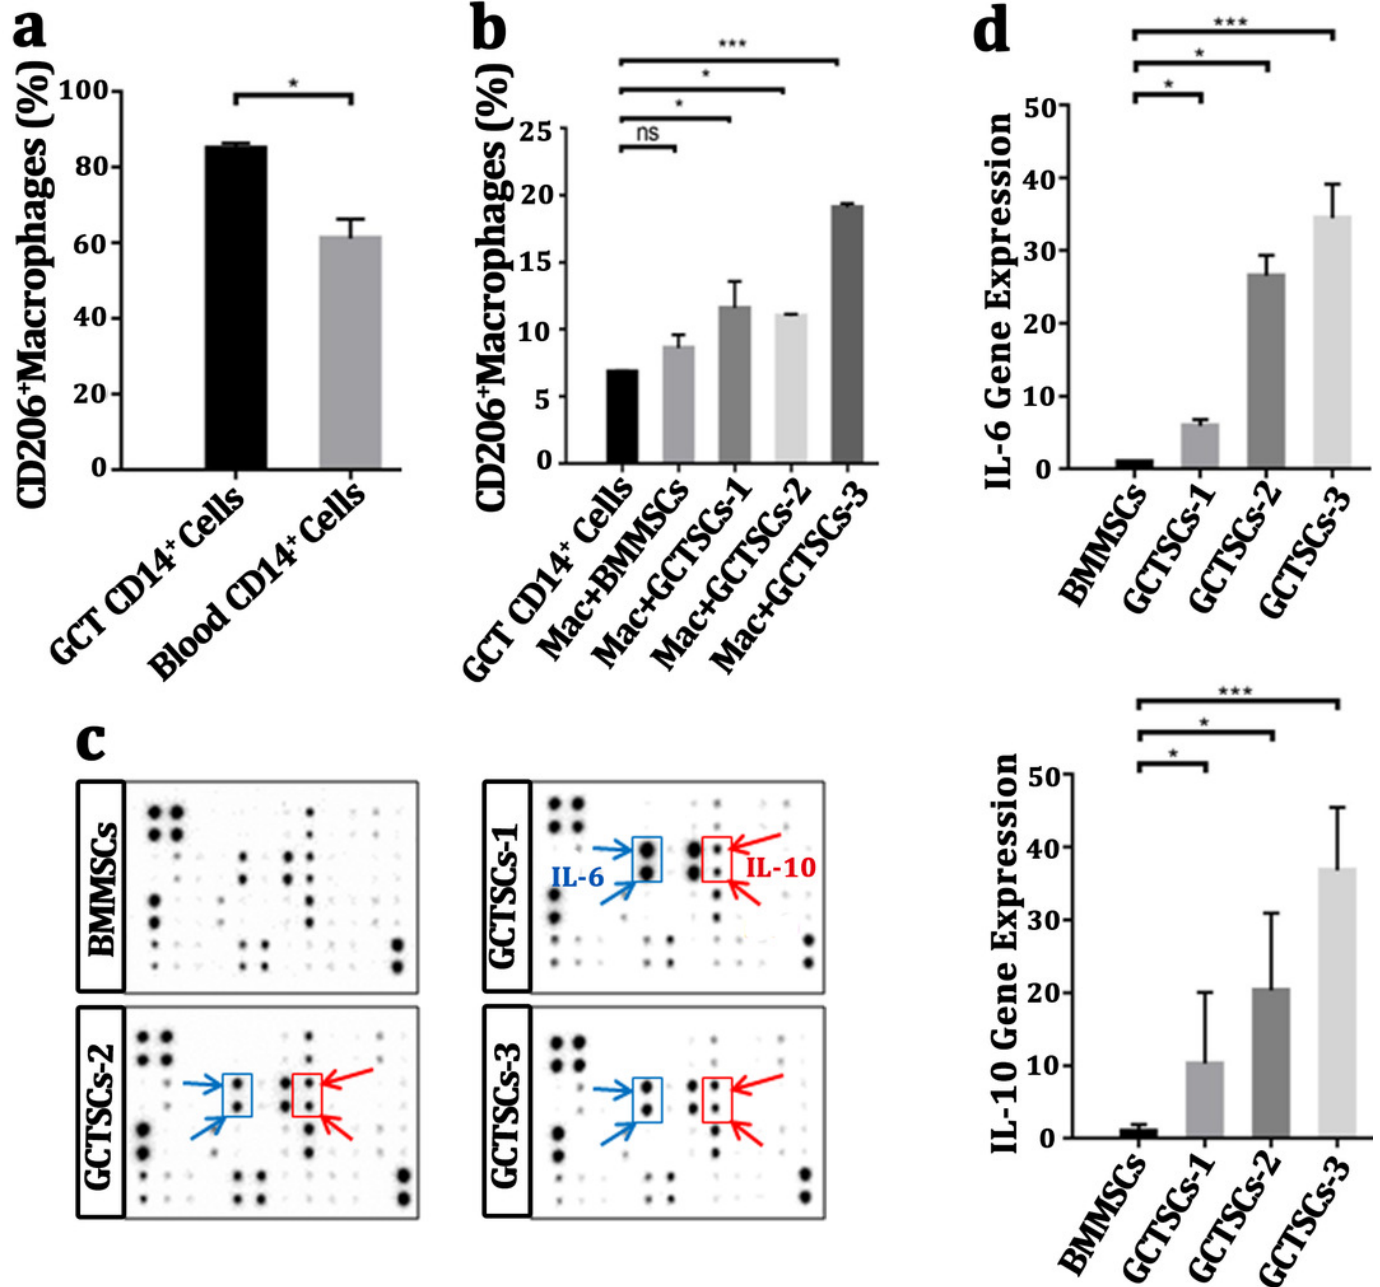 a
CD206⁺Macrophages (%)
100
80
60
40
20
0
*
GCT CD14⁺ Cells
Blood CD14⁺ Cells
b
CD206⁺Macrophages (%)
25
20
15
10
5
0
***
*
*
ns
GCT CD14⁺ Cells
Mac+BMMSCs
Mac+GCTSCs-1
Mac+GCTSCs-2
Mac+GCTSCs-3
c
BMMSCs
GCTSCs-1
IL-6
IL-10
GCTSCs-2
GCTSCs-3
d
IL-6 Gene Expression
50
40
30
20
10
0
***
*
*
BMMSCs
GCTSCs-1
GCTSCs-2
GCTSCs-3
IL-10 Gene Expression
50
40
30
20
10
0
***
*
*
BMMSCs
GCTSCs-1
GCTSCs-2
GCTSCs-3